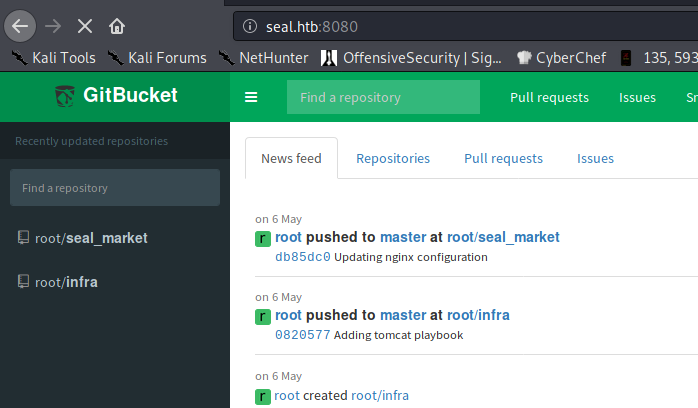 seal.htb:8080
Kali Tools Kali Forums NetHunter OffensiveSecurity | Sig... CyberChef 135, 593
GitBucket
Find a repository
Pull requests Issues Sn
Recently updated repositories
Find a repository
root/seal_market
root/infra
News feed Repositories Pull requests Issues
on 6 May
r root pushed to master at root/seal_market
db85dc0 Updating nginx configuration
on 6 May
r root pushed to master at root/infra
0820577 Adding tomcat playbook
on 6 May
r root created root/infra